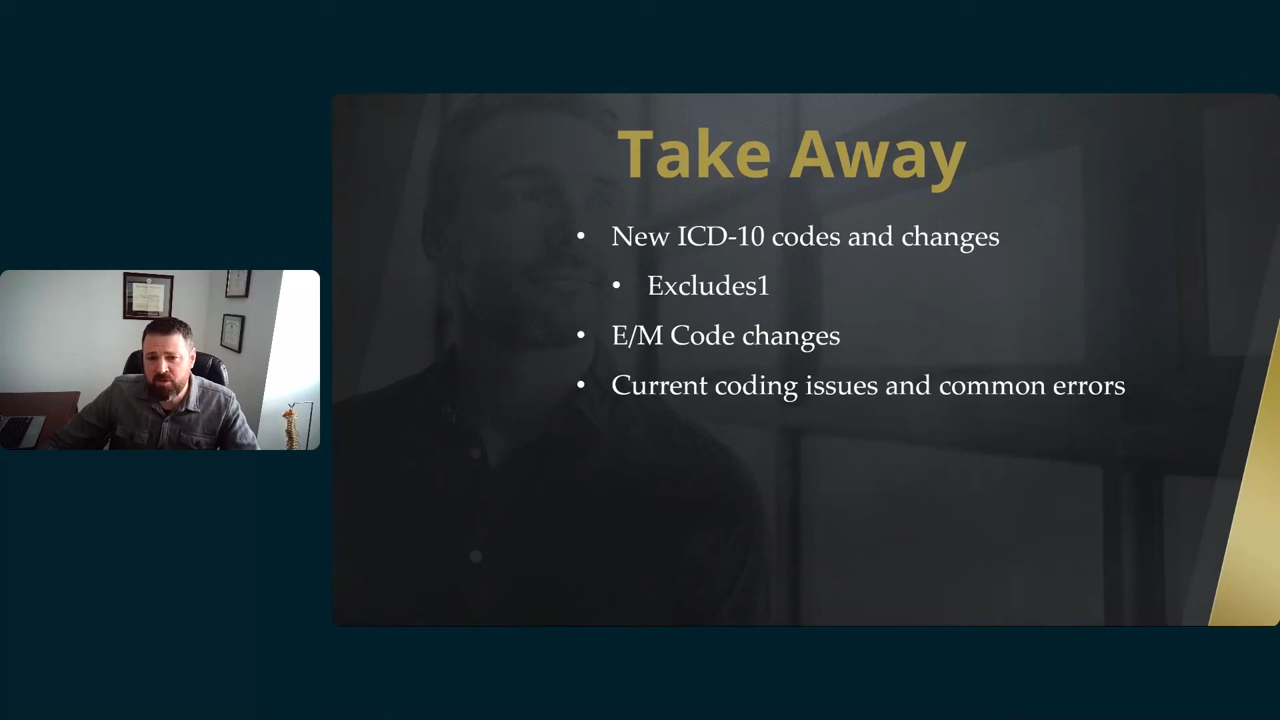 Take Away
• New ICD-10 codes and changes
• Excludes1
• E/M Code changes
• Current coding issues and common errors